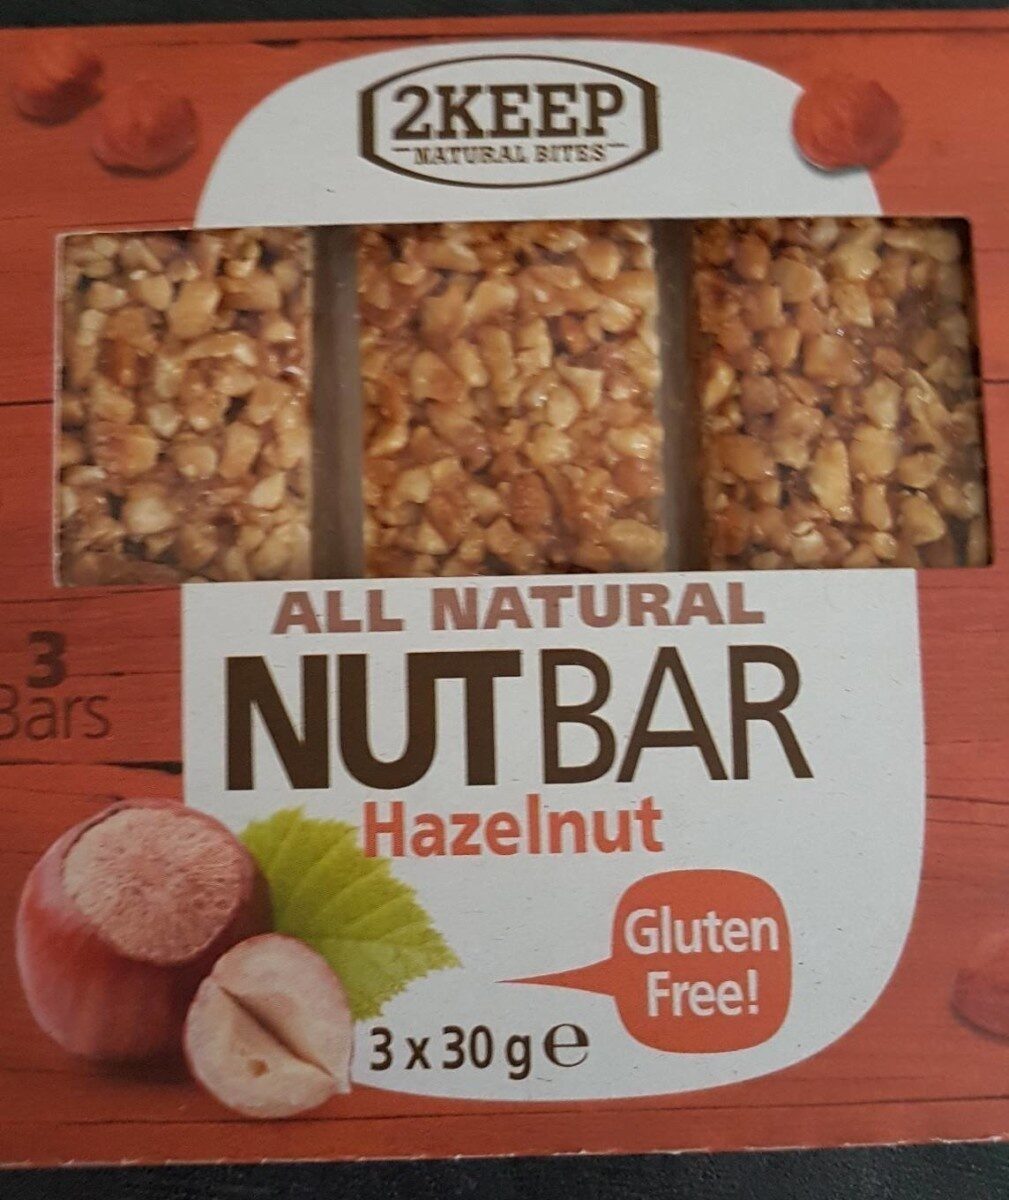 2KEEP
NATURAL BITES
ALL NATURAL
NUTBAR
Hazelnut
3
Bars
Gluten
Free!
3 x 30 g ℮